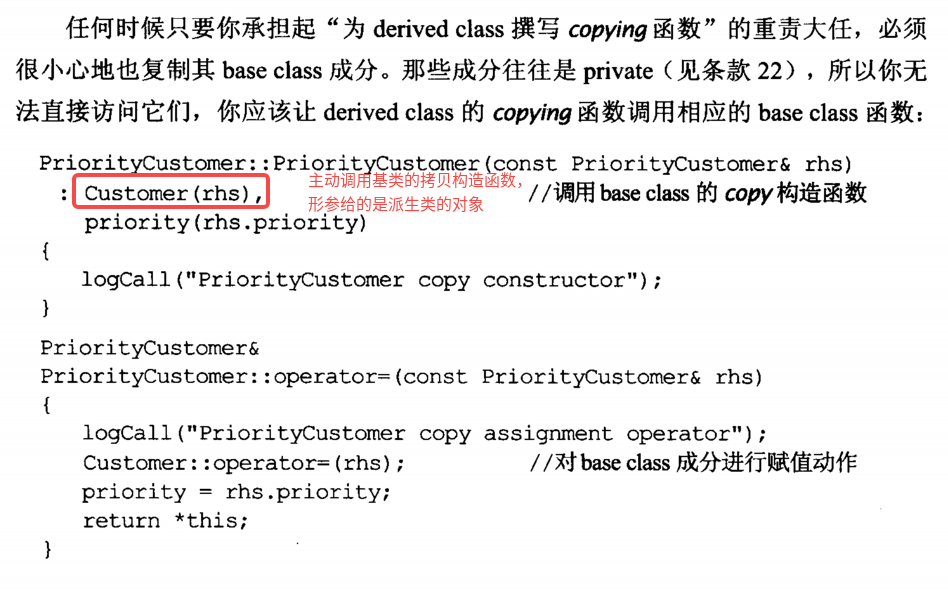 任何时候只要你承担起“为 derived class 撰写 copying 函数”的重责大任，必须
很小心地也复制其 base class 成分。那些成分往往是 private（见条款 22），所以你无
法直接访问它们，你应该让 derived class 的 copying 函数调用相应的 base class 函数：
PriorityCustomer::PriorityCustomer(const PriorityCustomer& rhs)
: Customer(rhs), //调用 base class 的 copy 构造函数
主动调用基类的拷贝构造函数，
形参给的是派生类的对象
priority(rhs.priority)
{
logCall("PriorityCustomer copy constructor");
}
PriorityCustomer&
PriorityCustomer::operator=(const PriorityCustomer& rhs)
{
logCall("PriorityCustomer copy assignment operator");
Customer::operator=(rhs); //对 base class 成分进行赋值动作
priority = rhs.priority;
return *this;
}